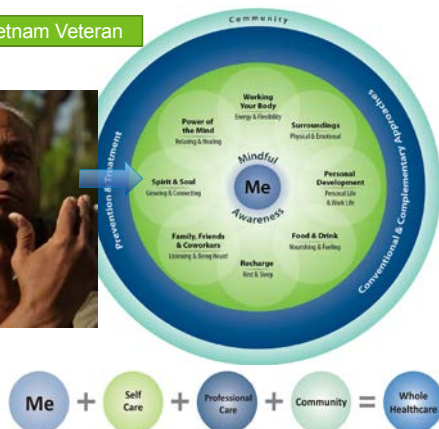 etnam Veteran
Community
Working
Your Body
Energy & Flexibility
Power of
the Mind
Relaxing & Healing
Surroundings
Physical & Emotional
Mindful
Me
Awareness
Spirit & Soul
Growing & Connecting
Personal
Development
Personal Life
& Work Life
Family, Friends
& Coworkers
Listening & Being Heard
Food & Drink
Nourishing & Fueling
Recharge
Rest & Sleep
Prevention & Treatment
Conventional & Complementary Approaches
Me + Self Care + Professional Care + Community = Whole Healthcare